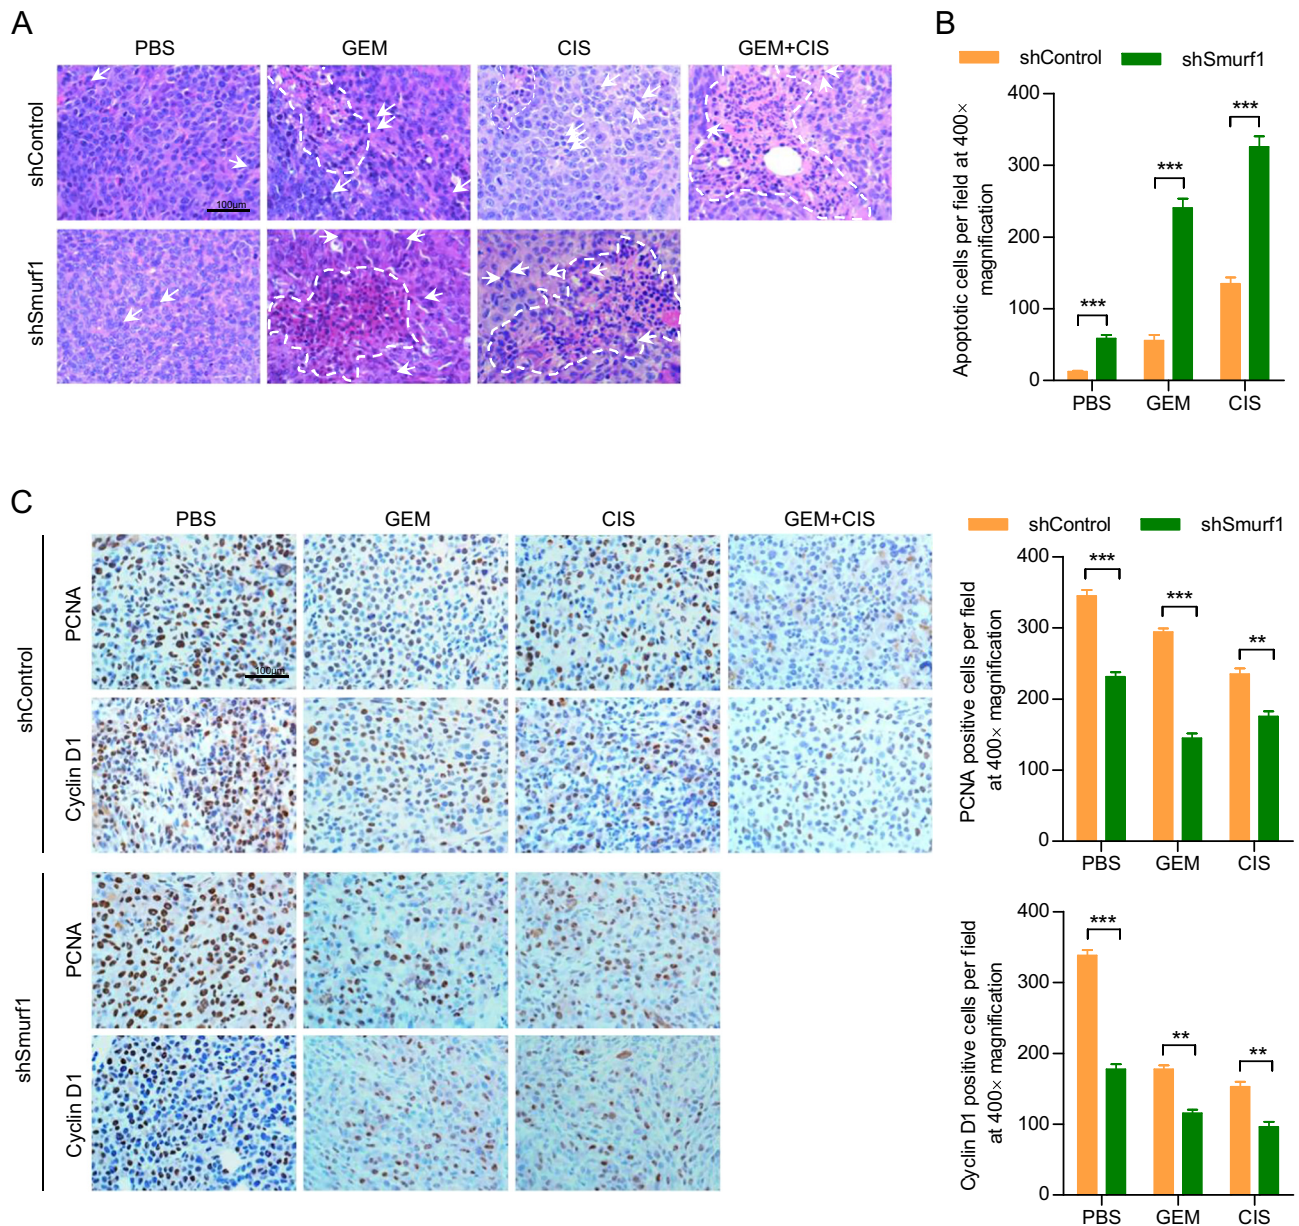 A
PBS
GEM
CIS
GEM+CIS
shControl
100μm
shSmurf1
B
shControl
shSmurf1
Apoptotic cells per field at 400×
magnification
400
300
200
100
0
***
***
***
PBS
GEM
CIS
C
PBS
GEM
CIS
GEM+CIS
shControl
PCNA
100μm
Cyclin D1
shSmurf1
PCNA
Cyclin D1
shControl
shSmurf1
PCNA positive cells per field
at 400× magnification
400
300
200
100
0
***
***
**
PBS
GEM
CIS
Cyclin D1 positive cells per field
at 400× magnification
400
300
200
100
0
***
**
**
PBS
GEM
CIS